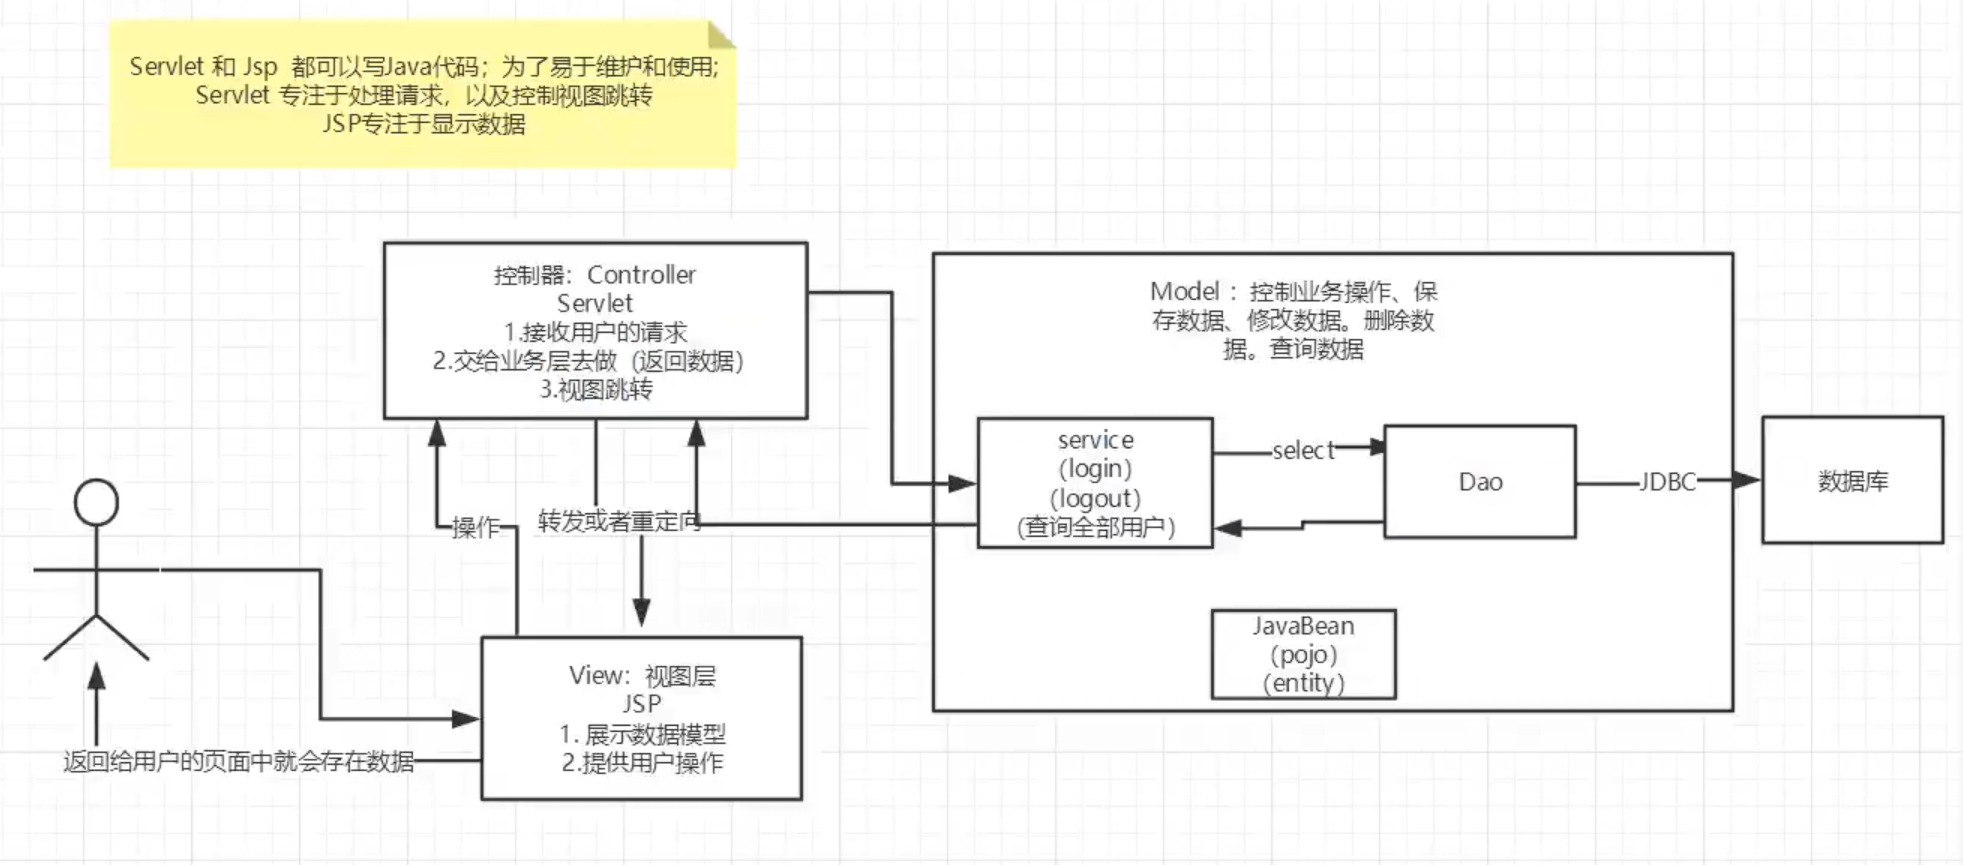 Servlet 和 Jsp 都可以写Java代码；为了易于维护和使用;
Servlet 专注于处理请求，以及控制视图跳转
JSP专注于显示数据
控制器：Controller
Servlet
1.接收用户的请求
2.交给业务层去做（返回数据）
3.视图跳转
Model ：控制业务操作、保
存数据、修改数据。删除数
据。查询数据
service
（login）
（logout）
（查询全部用户）
select
Dao
JDBC
数据库
操作
转发或者重定向
JavaBean
（pojo）
（entity）
View：视图层
JSP
1. 展示数据模型
2.提供用户操作
返回给用户的页面中就会存在数据